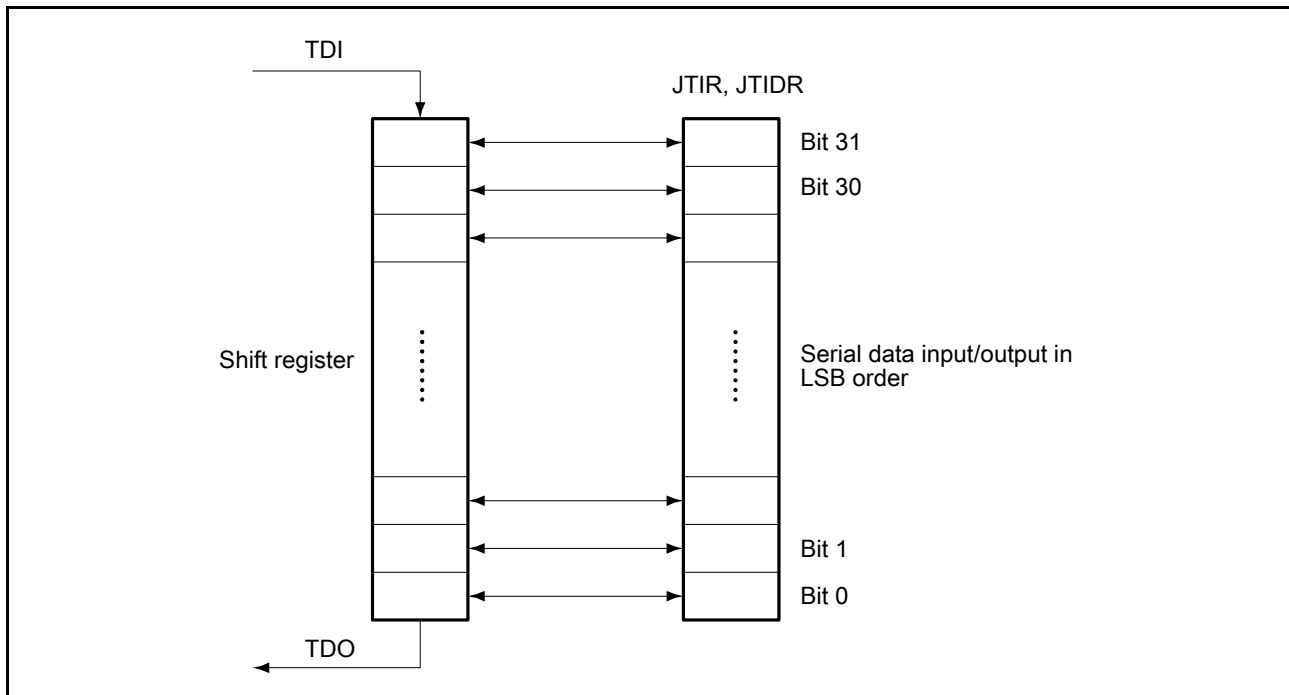 TDI
JTIR, JTIDR
Bit 31
Bit 30
Shift register
Serial data input/output in
LSB order
Bit 1
Bit 0
TDO